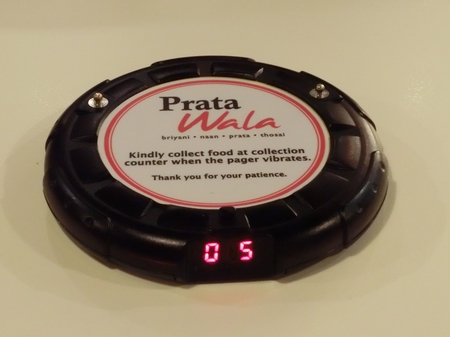 Prata
Wala
briyani • naan • prata • thosai
Kindly collect food at collection
counter when the pager vibrates.
Thank you for your patience.
05